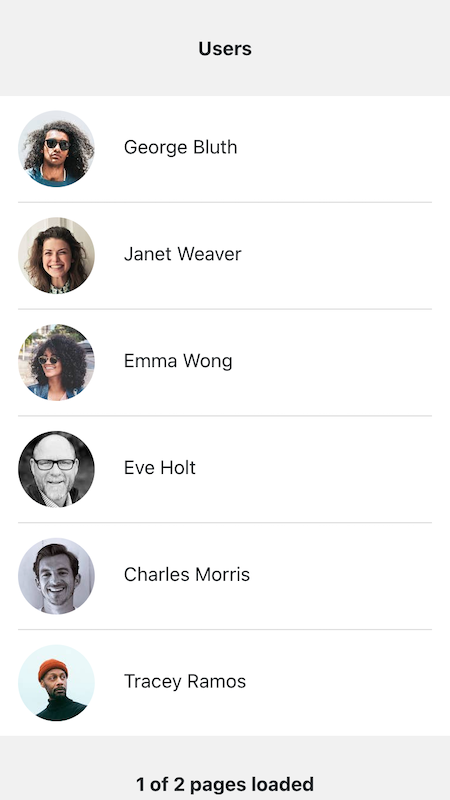 Users
George Bluth
Janet Weaver
Emma Wong
Eve Holt
Charles Morris
Tracey Ramos
1 of 2 pages loaded